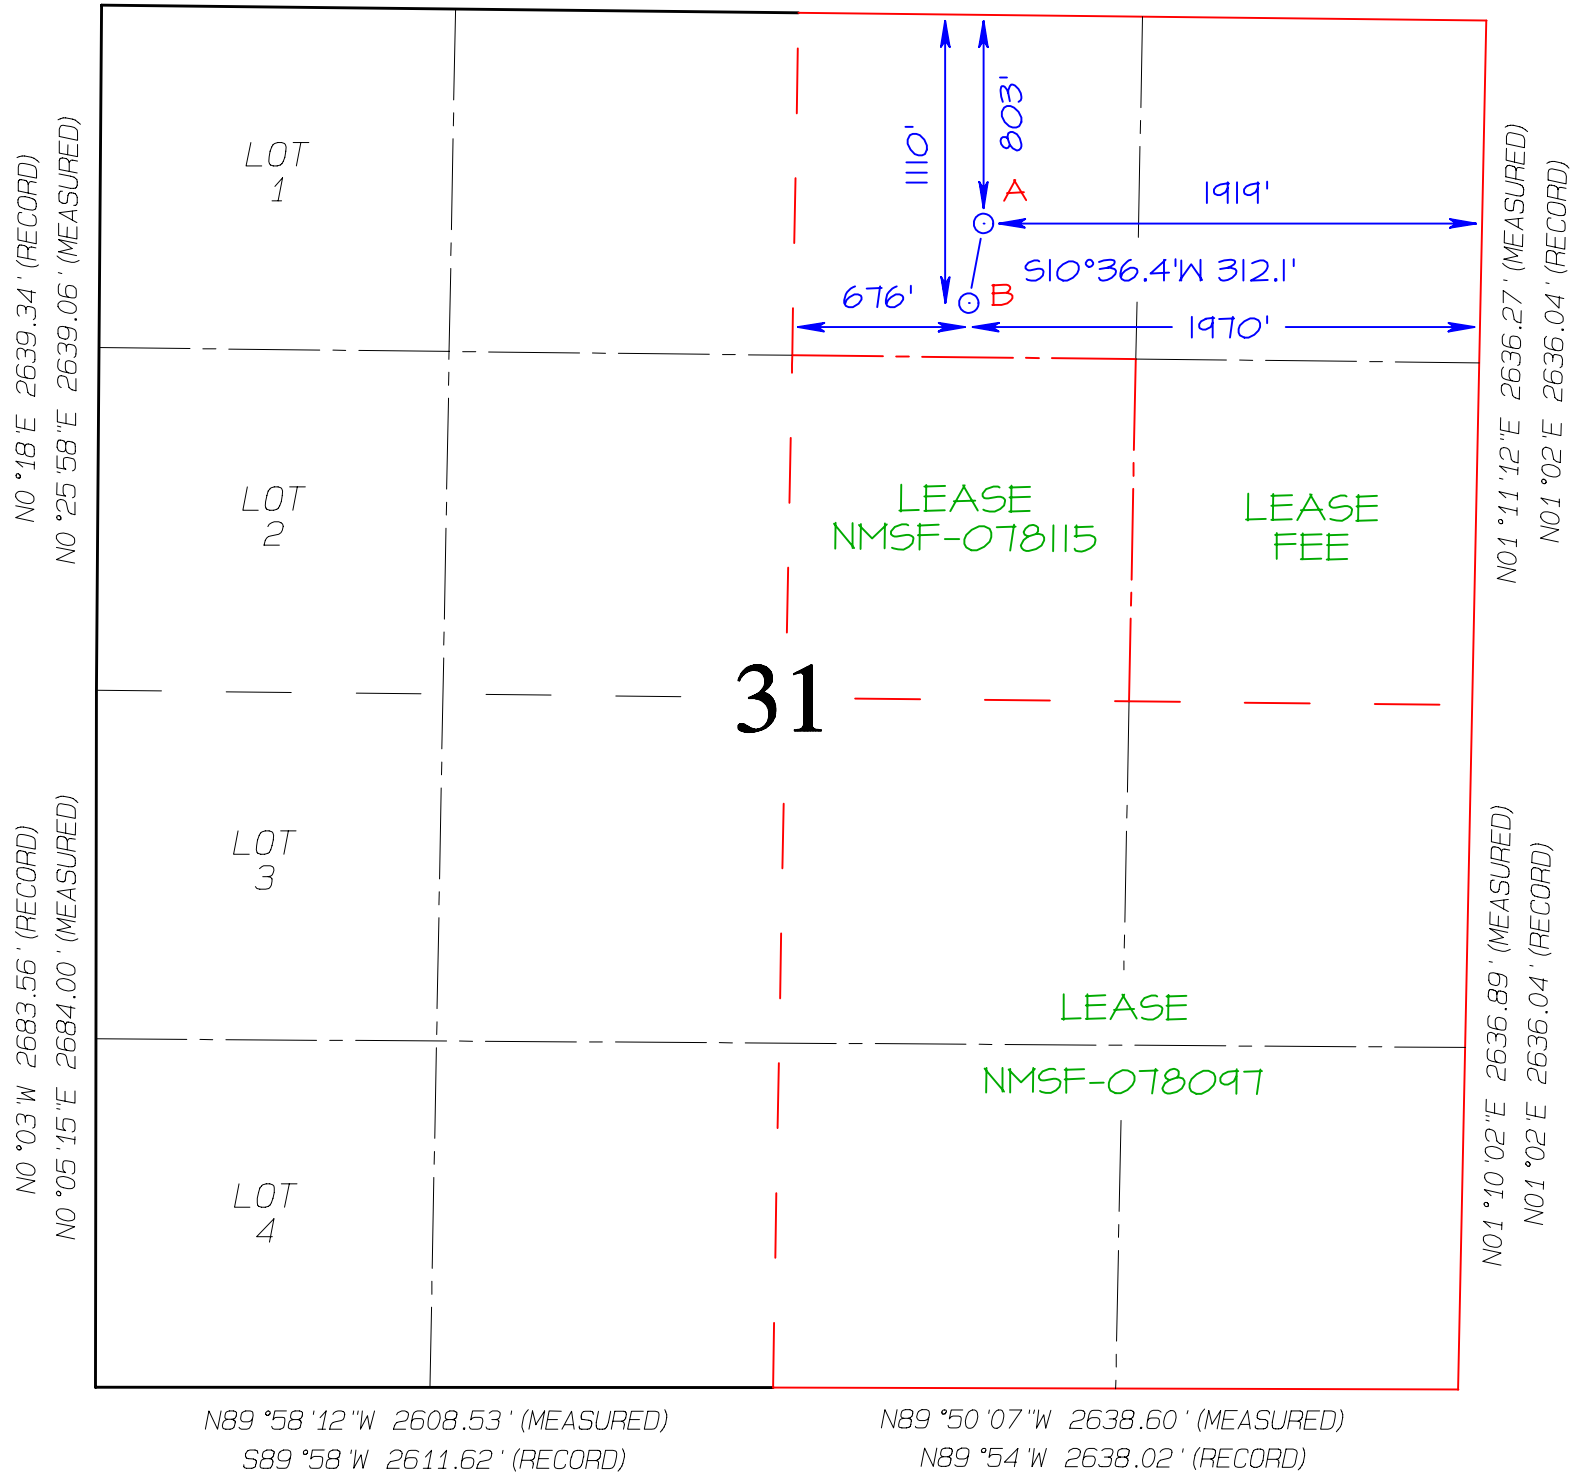 LOT
1
1110'
803'
A
1919'
S10°36.4'W 312.1'
676'
B
1970'
LOT
2
LEASE
NMSF-078115
LEASE
FEE
31
LOT
3
LEASE
NMSF-078097
LOT
4
N0°18'E 2639.34' (RECORD)
N0°25'58"E 2639.06' (MEASURED)
N0°03'W 2683.56' (RECORD)
N0°05'15"E 2684.00' (MEASURED)
N01°11'12"E 2636.27' (MEASURED)
N01°02'E 2636.04' (RECORD)
N01°10'02"E 2636.89' (MEASURED)
N01°02'E 2636.04' (RECORD)
N89°58'12"W 2608.53' (MEASURED)
S89°58'W 2611.62' (RECORD)
N89°50'07"W 2638.60' (MEASURED)
N89°54'W 2638.02' (RECORD)